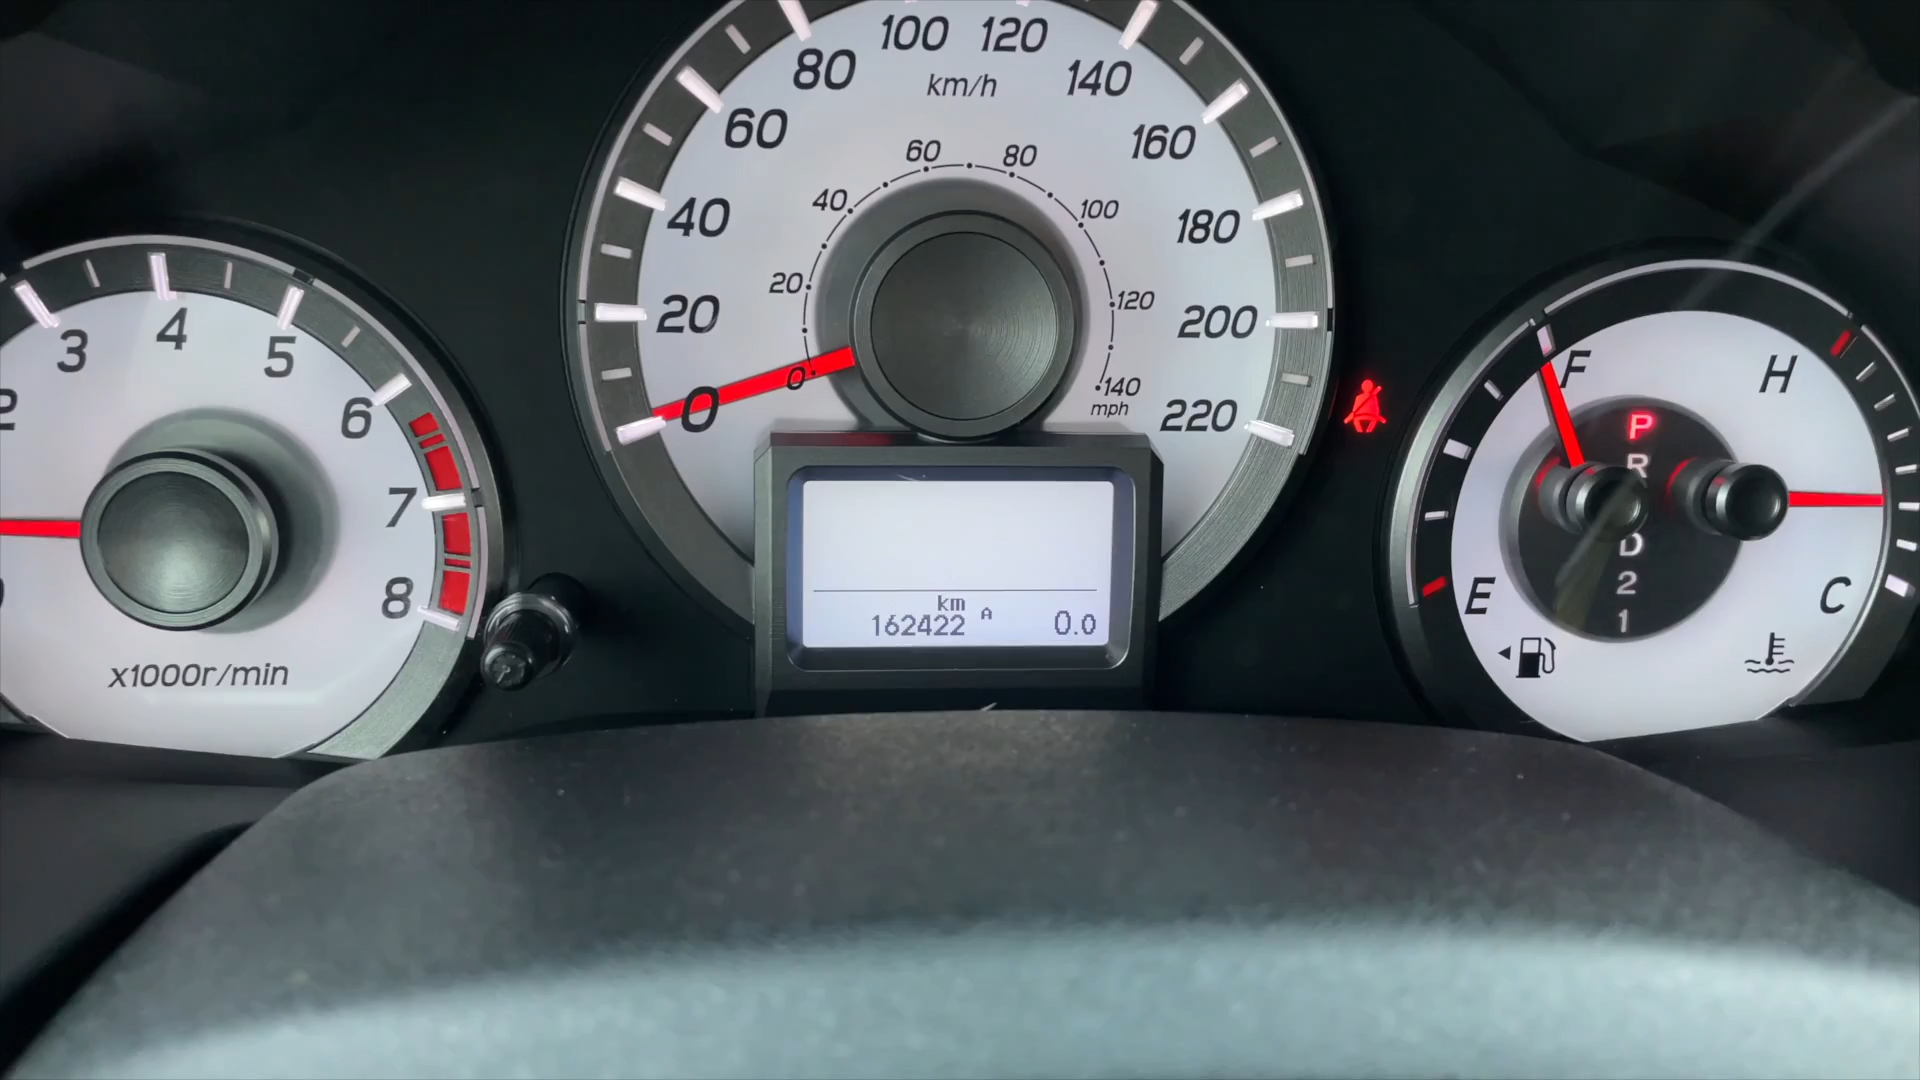 100 120
80 140
km/h
60 160
60 80
40 100
40 180
20 120
20 200
0 140
mph
0 220
2 3 4 5 6 7 8
x1000r/min
km
162422 A 0.0
F H
P
R
D
2
1
E C